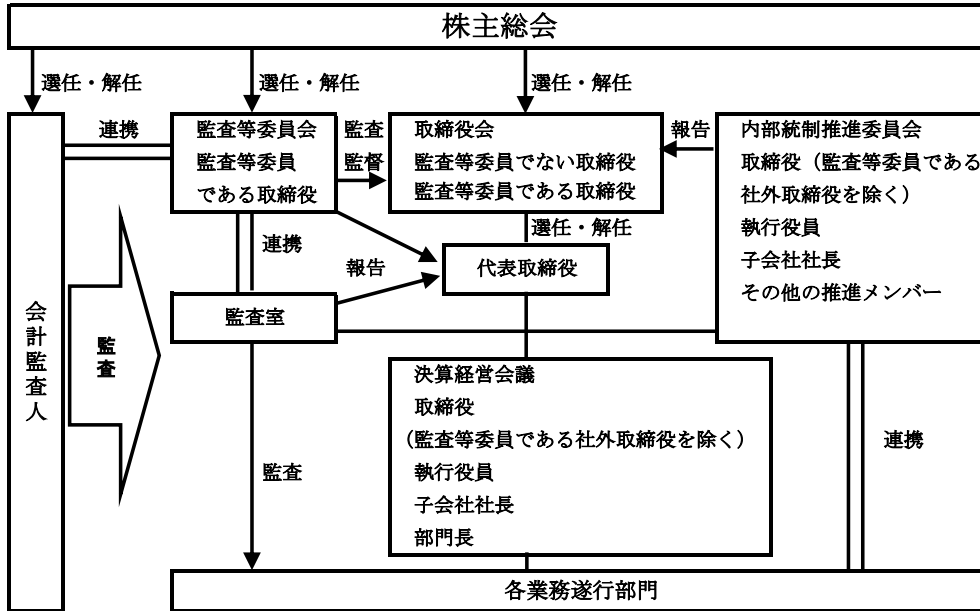 株主総会
選任・解任
選任・解任
選任・解任
連携
監査等委員会
監査等委員
である取締役
監査
監督
取締役会
監査等委員でない取締役
監査等委員である取締役
報告
内部統制推進委員会
取締役（監査等委員である
社外取締役を除く）
執行役員
子会社社長
その他の推進メンバー
選任・解任
連携
報告
代表取締役
監査室
会計監査人
監査
決算経営会議
取締役
（監査等委員である社外取締役を除く）
執行役員
子会社社長
部門長
連携
監査
各業務遂行部門